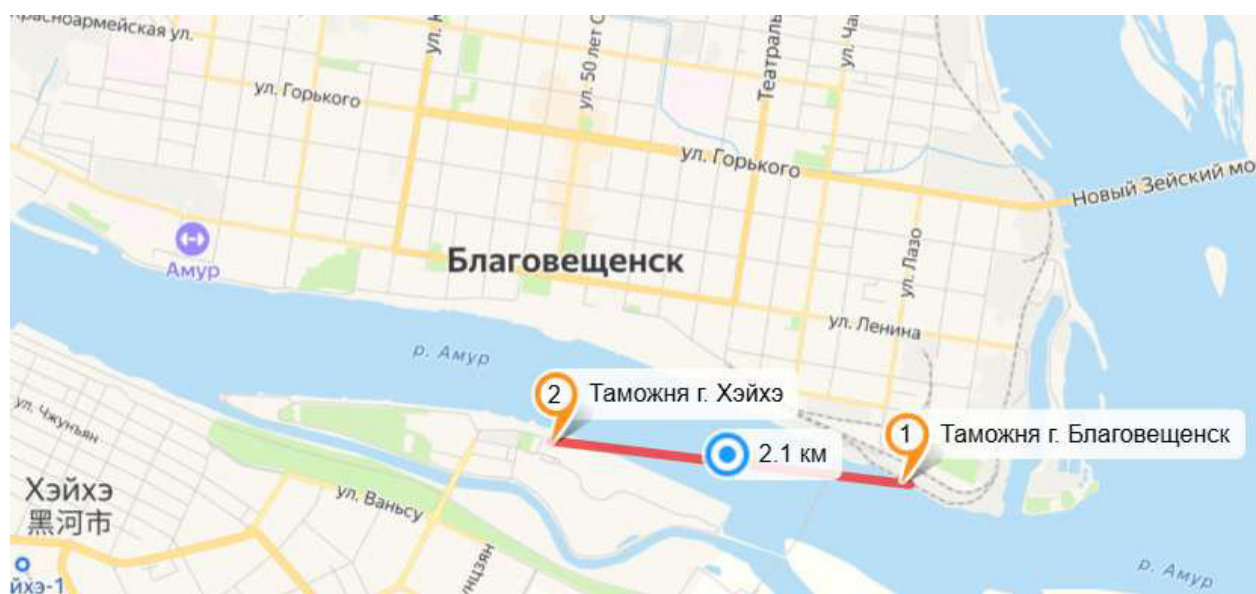 Красноармейская ул.
ул. 50 лет С
Театраль
ул. Ча
ул. Горького
ул. Горького
Новый Зейский мо
Амур
Благовещенск
ул. Лазо
ул. Ленина
р. Амур
2
Таможня г. Хэйхэ
ул. Чжунъян
1
Таможня г. Благовещенск
2.1 км
Хэйхэ
黑河市
ул. Ваньсу
р. Амур